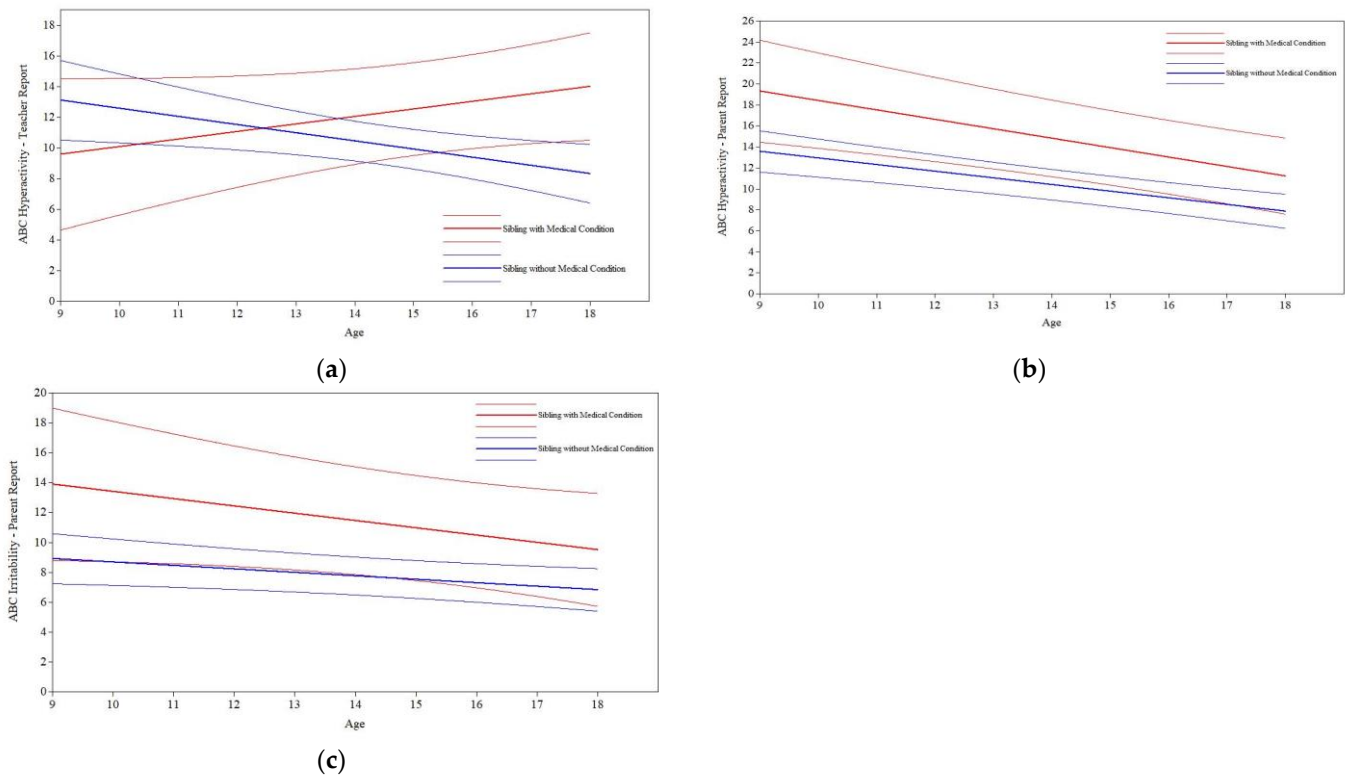 18
16
14
12
10
8
6
4
2
0
ABC Hyperactivity - Teacher Report
Sibling with Medical Condition
Sibling without Medical Condition
9 10 11 12 13 14 15 16 17 18
Age
(a)
26
24
22
20
18
16
14
12
10
8
6
4
2
0
ABC Hyperactivity - Parent Report
Sibling with Medical Condition
Sibling without Medical Condition
9 10 11 12 13 14 15 16 17 18
Age
(b)
20
18
16
14
12
10
8
6
4
2
0
ABC Irritability - Parent Report
Sibling with Medical Condition
Sibling without Medical Condition
9 10 11 12 13 14 15 16 17 18
Age
(c)